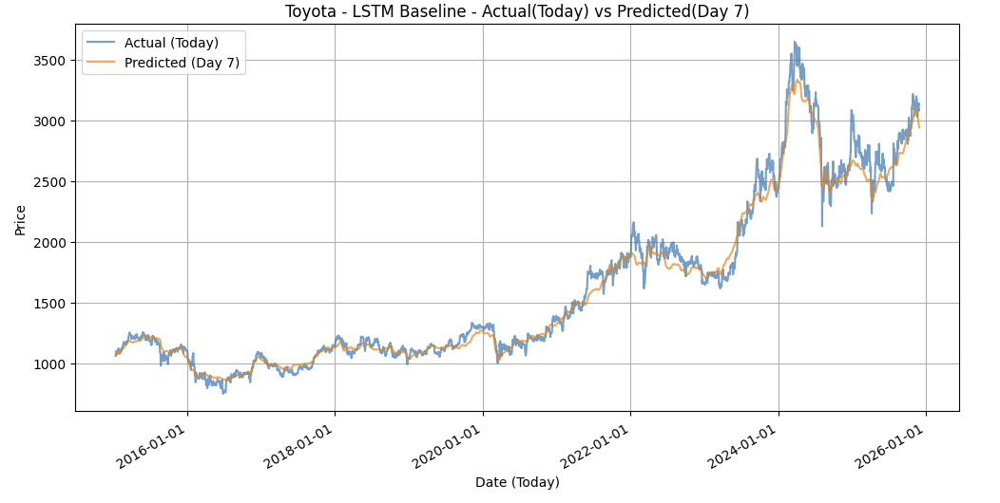 Toyota - LSTM Baseline - Actual(Today) vs Predicted(Day 7)
Actual (Today)
Predicted (Day 7)
3500
3000
2500
2000
1500
1000
Price
2016-01-01
2018-01-01
2020-01-01
2022-01-01
2024-01-01
2026-01-01
Date (Today)